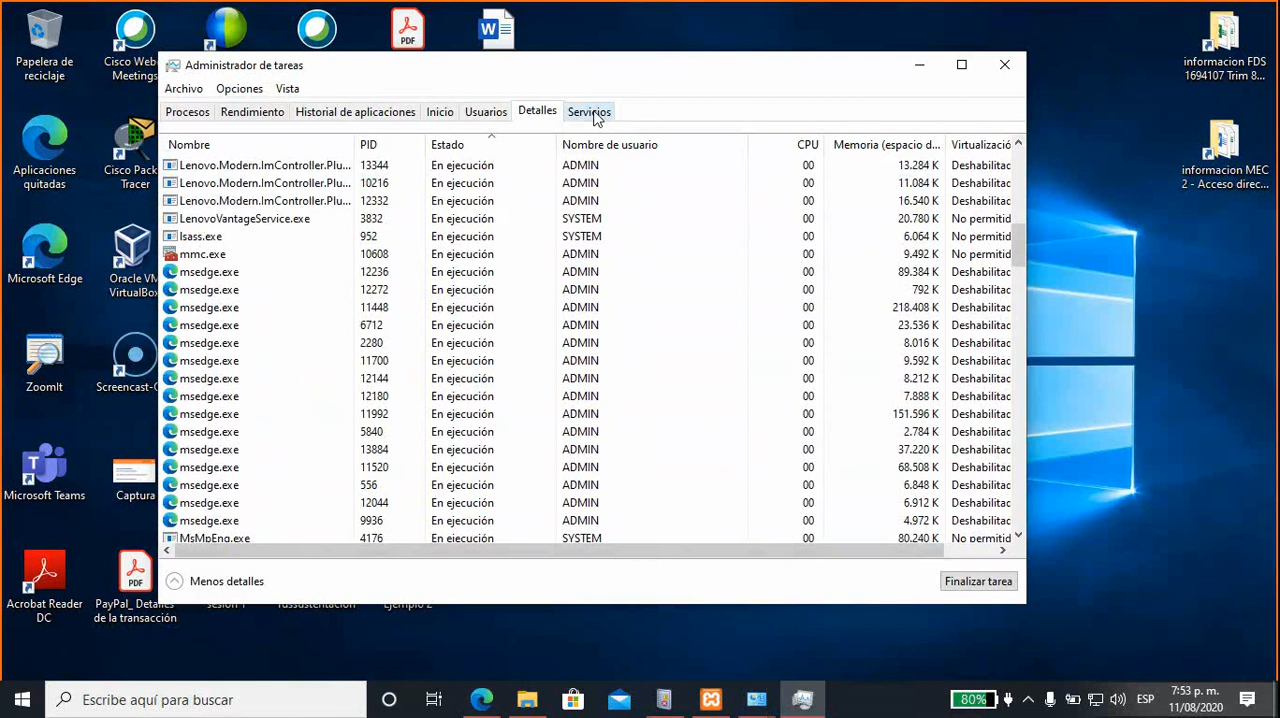 Papelera de
reciclaje
Cisco Web
Meetings
PDF
informacion FDS
1694107 Trim 8...
Aplicaciones
quitadas
Cisco Pack
Tracer
informacion MEC
2 - Acceso direc...
Microsoft Edge
Oracle VM
VirtualBox
ZoomIt
Screencast-O
Microsoft Teams
Captura
Acrobat Reader
DC
PDF
PayPal_ Detalles
de la transacción
sesion 1
Ejemplo 2
Administrador de tareas
Archivo Opciones Vista
Procesos Rendimiento Historial de aplicaciones Inicio Usuarios Detalles Servicios
Nombre PID Estado Nombre de usuario CPU Memoria (espacio d... Virtualizació
Lenovo.Modern.ImController.Plu... 13344 En ejecución ADMIN 00 13.284 K Deshabilitac
Lenovo.Modern.ImController.Plu... 10216 En ejecución ADMIN 00 11.084 K Deshabilitac
Lenovo.Modern.ImController.Plu... 12332 En ejecución ADMIN 00 16.540 K Deshabilitac
LenovoVantageService.exe 3832 En ejecución SYSTEM 00 20.780 K No permitid
lsass.exe 952 En ejecución SYSTEM 00 6.064 K No permitid
mmc.exe 10608 En ejecución ADMIN 00 9.492 K No permitid
msedge.exe 12236 En ejecución ADMIN 00 89.384 K Deshabilitac
msedge.exe 12272 En ejecución ADMIN 00 792 K Deshabilitac
msedge.exe 11448 En ejecución ADMIN 00 218.408 K Deshabilitac
msedge.exe 6712 En ejecución ADMIN 00 23.536 K Deshabilitac
msedge.exe 2280 En ejecución ADMIN 00 8.016 K Deshabilitac
msedge.exe 11700 En ejecución ADMIN 00 9.592 K Deshabilitac
msedge.exe 12144 En ejecución ADMIN 00 8.212 K Deshabilitac
msedge.exe 12180 En ejecución ADMIN 00 7.888 K Deshabilitac
msedge.exe 11992 En ejecución ADMIN 00 151.596 K Deshabilitac
msedge.exe 5840 En ejecución ADMIN 00 2.784 K Deshabilitac
msedge.exe 13884 En ejecución ADMIN 00 37.220 K Deshabilitac
msedge.exe 11520 En ejecución ADMIN 00 68.508 K Deshabilitac
msedge.exe 556 En ejecución ADMIN 00 6.848 K Deshabilitac
msedge.exe 12044 En ejecución ADMIN 00 6.912 K Deshabilitac
msedge.exe 9936 En ejecución ADMIN 00 4.972 K Deshabilitac
MsMpEng.exe 4176 En ejecución SYSTEM 00 80.240 K No permitid
Menos detalles
Finalizar tarea
Escribe aquí para buscar
80%
ESP
7:53 p. m.
11/08/2020